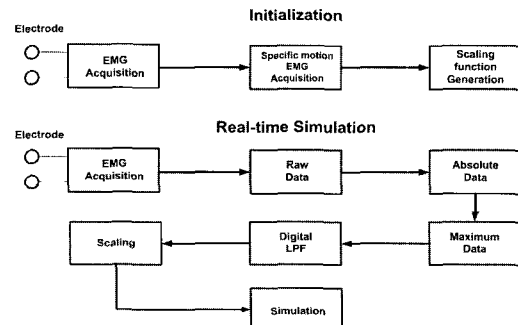 Initialization
Electrode
EMG
Acquisition
Specific motion
EMG
Acquisition
Scaling
function
Generation
Real-time Simulation
Electrode
EMG
Acquisition
Raw
Data
Absolute
Data
Scaling
Digital
LPF
Maximum
Data
Simulation